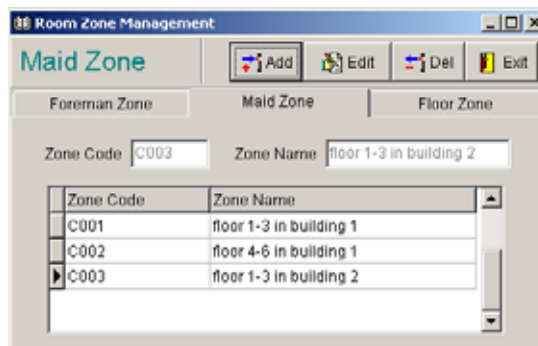 Room Zone Management
Maid Zone Add Edit Del Exit
Foreman Zone Maid Zone Floor Zone
Zone Code C003 Zone Name floor 1-3 in building 2
Zone Code Zone Name
C001 floor 1-3 in building 1
C002 floor 4-6 in building 1
C003 floor 1-3 in building 2